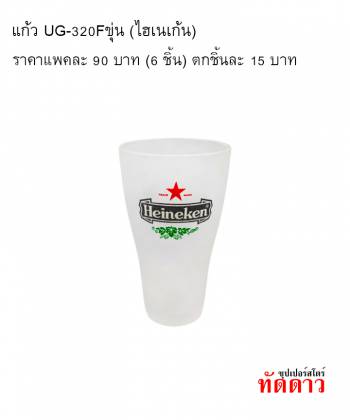 แก้ว UG-320Fขุ่น (ไฮเนเก้น)
ราคาแพคละ 90 บาท (6 ชิ้น) ตกชิ้นละ 15 บาท
Heineken
ซุปเปอร์สโตร์
ทัดดาว